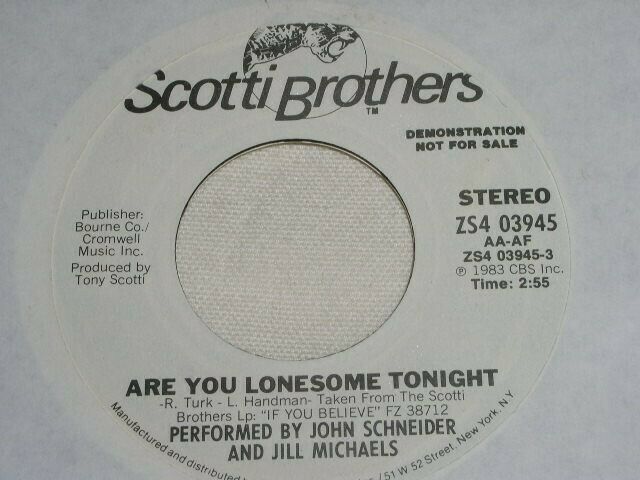 Scotti Brothers
TM
DEMONSTRATION
NOT FOR SALE
Publisher:
Bourne Co./
Cromwell
Music Inc.
Produced by
Tony Scotti
STEREO
ZS4 03945
AA-AF
ZS4 03945-3
℗ 1983 CBS Inc.
Time: 2:55
ARE YOU LONESOME TONIGHT
-R. Turk - L. Handman- Taken From The Scotti
Brothers Lp: "IF YOU BELIEVE" FZ 38712
PERFORMED BY JOHN SCHNEIDER
AND JILL MICHAELS
Manufactured and distributed / 51 W 52 Street, New York, N.Y.